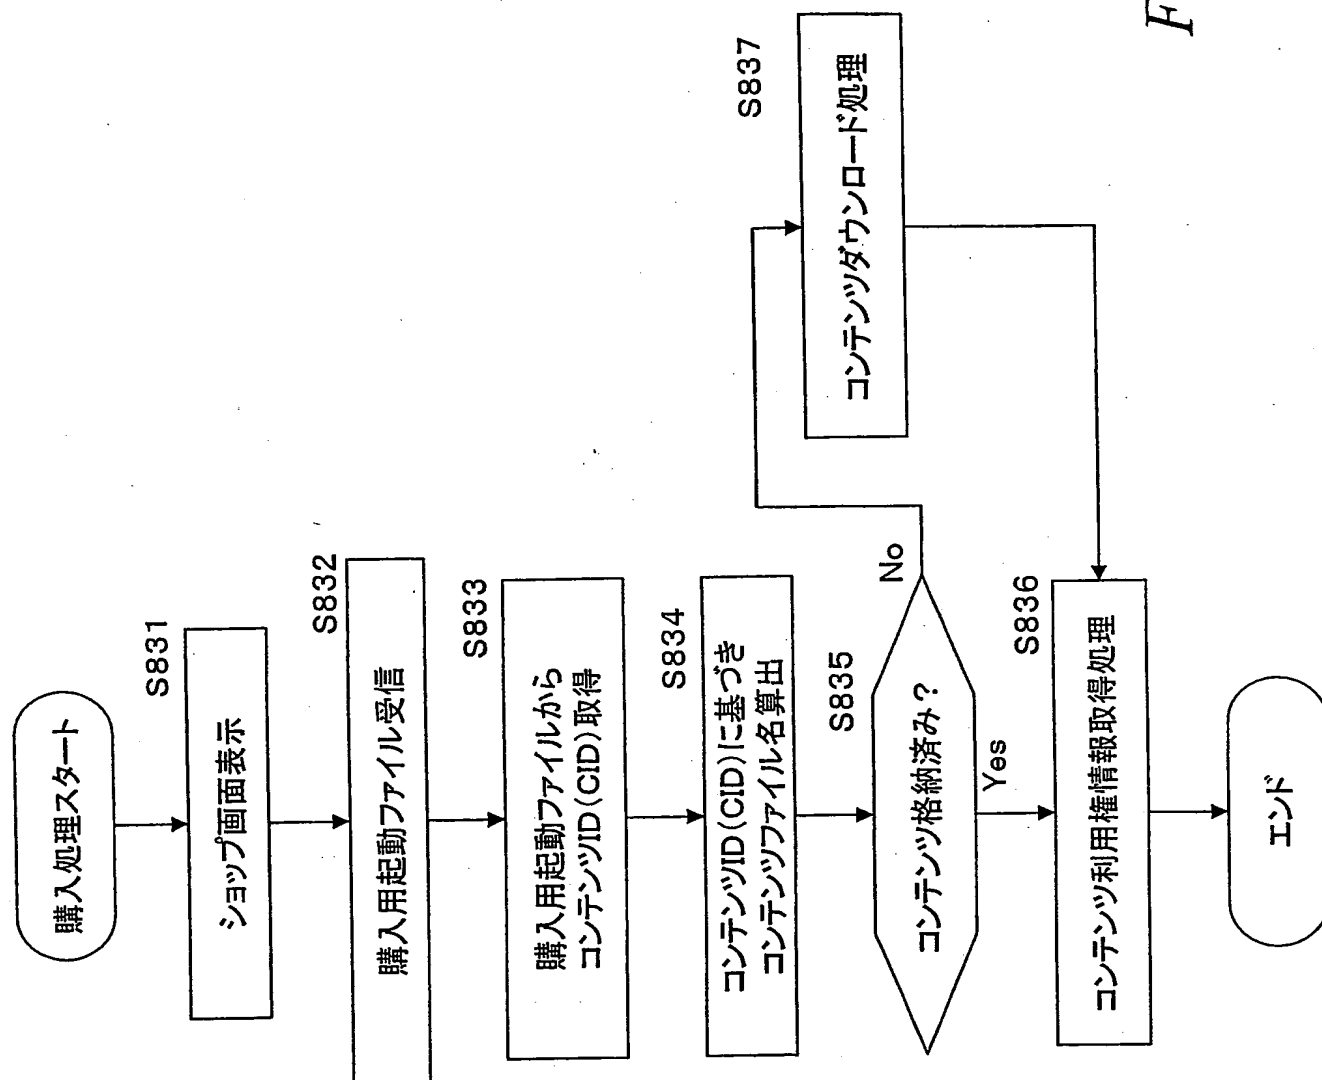 購入処理スタート
S831
ショップ画面表示
S832
購入用起動ファイル受信
S833
購入用起動ファイルから
コンテンツID(CID)取得
S834
コンテンツID(CID)に基づき
コンテンツファイル名算出
S835
コンテンツ格納済み？
No
Yes
S837
コンテンツダウンロード処理
S836
コンテンツ利用権情報取得処理
エンド
F